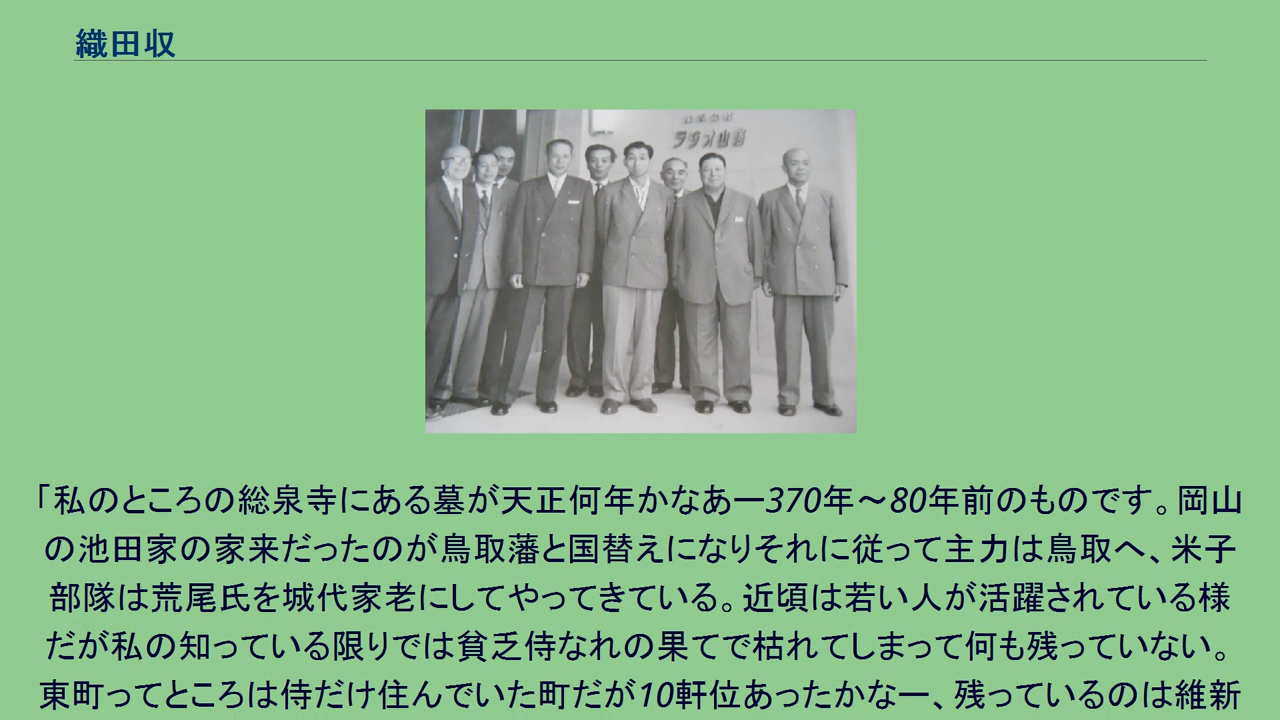 織田収
ラジオ山陰
「私のところの総泉寺にある墓が天正何年かなあー370年～80年前のものです。岡山
の池田家の家来だったのが鳥取藩と国替えになりそれに従って主力は鳥取へ、米子
部隊は荒尾氏を城代家老にしてやってきている。近頃は若い人が活躍されている様
だが私の知っている限りでは貧乏侍なれの果てで枯れてしまって何も残っていない。
東町ってところは侍だけ住んでいた町だが10軒位あったかなー、残っているのは維新